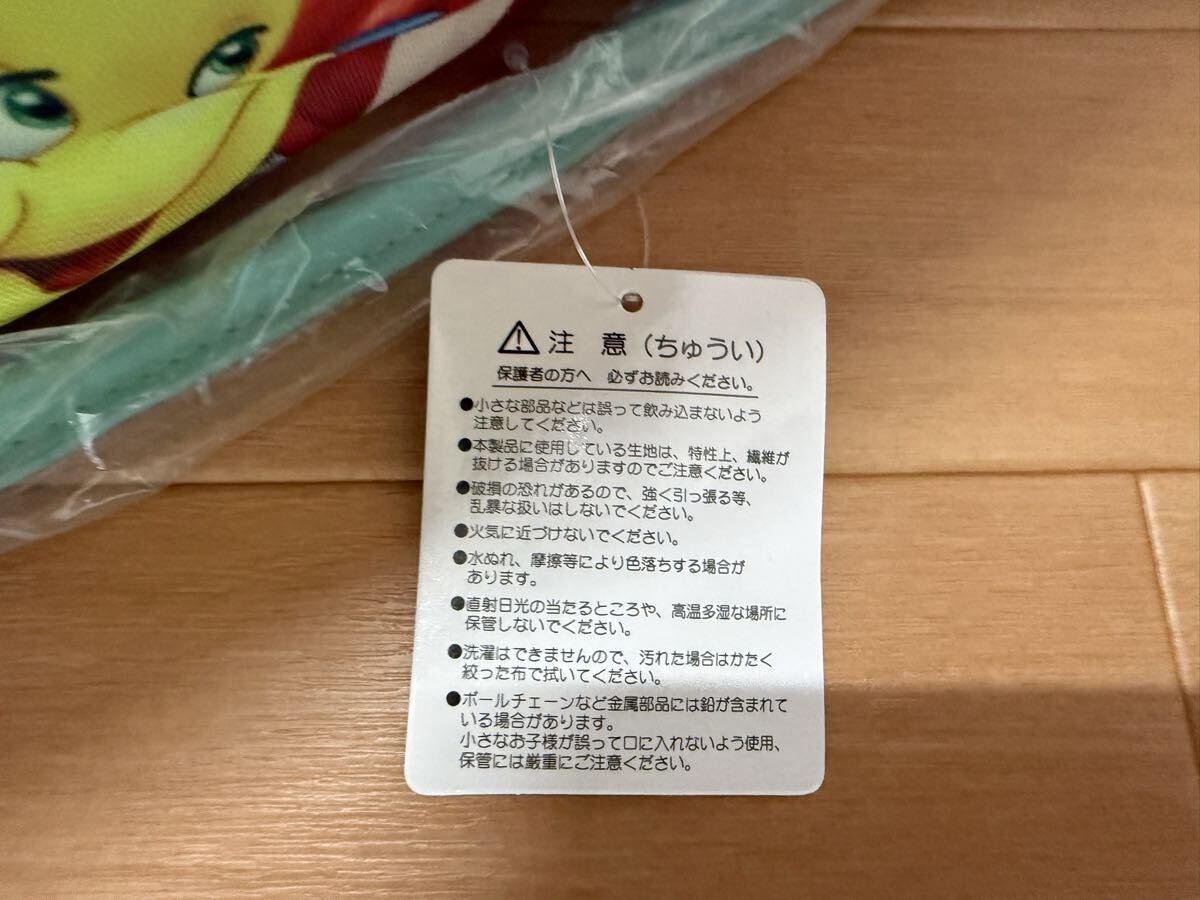 ⚠注　意（ちゅうい）
保護者の方へ　必ずお読みください。
●小さな部品などは誤って飲み込まないよう
注意してください。
●本製品に使用している生地は、特性上、繊維が
抜ける場合がありますのでご注意ください。
●破損の恐れがあるので、強く引っ張る等、
乱暴な扱いはしないでください。
●火気に近づけないでください。
●水ぬれ、摩擦等により色落ちする場合が
あります。
●直射日光の当たるところや、高温多湿な場所に
保管しないでください。
●洗濯はできませんので、汚れた場合はかたく
絞った布で拭いてください。
●ボールチェーンなど金属部品には鉛が含まれて
いる場合があります。
小さなお子様が誤って口に入れないよう使用、
保管には厳重にご注意ください。